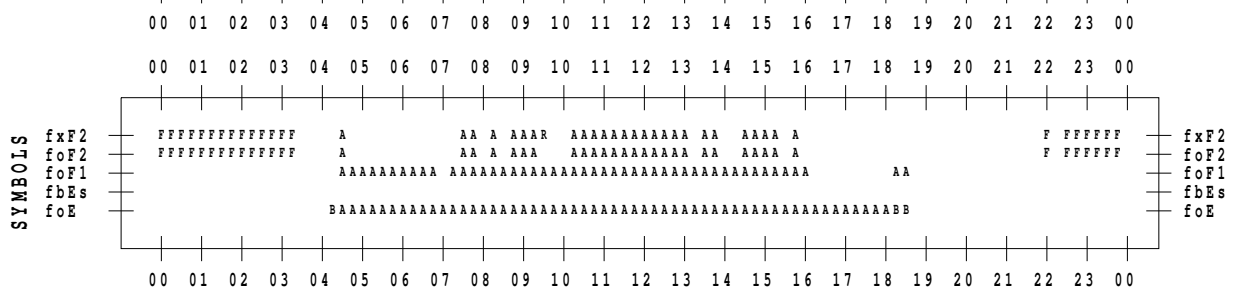 00 01 02 03 04 05 06 07 08 09 10 11 12 13 14 15 16 17 18 19 20 21 22 23 00
00 01 02 03 04 05 06 07 08 09 10 11 12 13 14 15 16 17 18 19 20 21 22 23 00
SYMBOLS
fxF2 FFFFFFFFFFFFFF A AA A AAAR AAAAAAAAAAAA AA AAAA A F FFFFFF fxF2
foF2 FFFFFFFFFFFFFF A AA A AAA AAAAAAAAAAAA AA AAAA A F FFFFFF foF2
foF1 AAAAAAAAAA AAAAAAAAAAAAAAAAAAAAAAAAAAAAAAAAAAAA AA foF1
fbEs fbEs
foE BAAAAAAAAAAAAAAAAAAAAAAAAAAAAAAAAAAAAAAAAAAAAAAAAAAAAAAABB foE
00 01 02 03 04 05 06 07 08 09 10 11 12 13 14 15 16 17 18 19 20 21 22 23 00